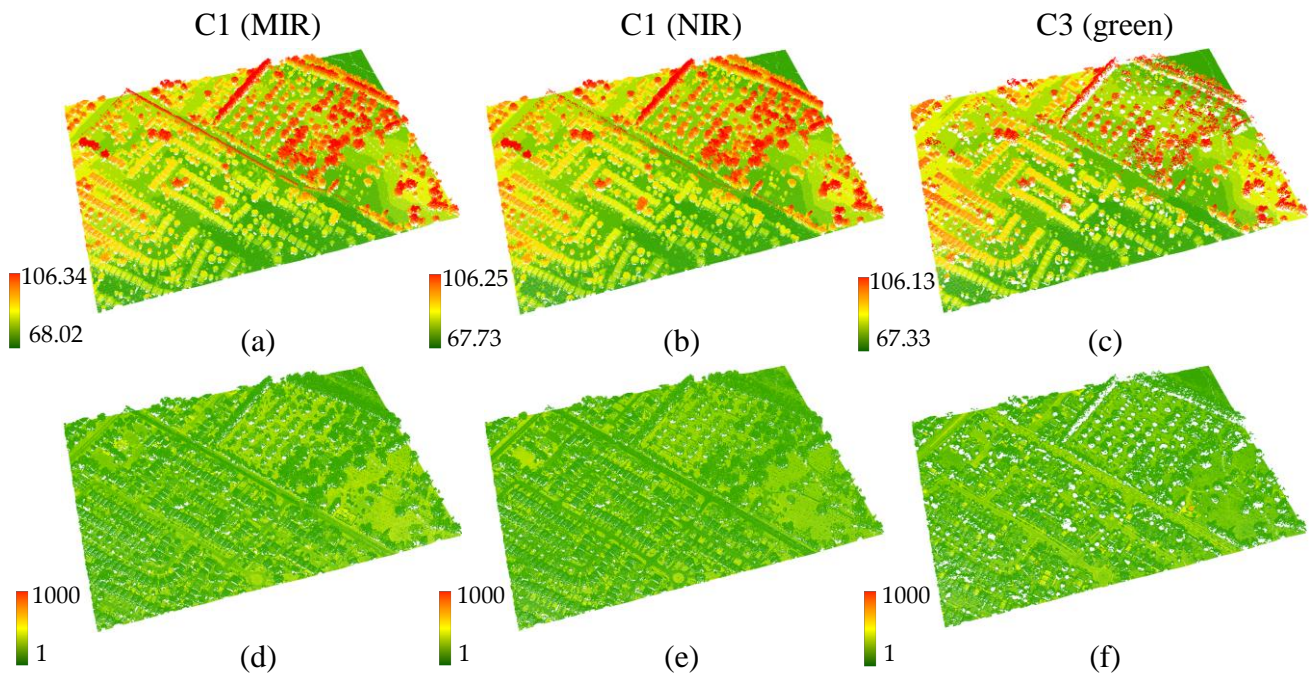 C1 (MIR)
C1 (NIR)
C3 (green)
106.34
68.02
106.25
67.73
106.13
67.33
(a)
(b)
(c)
1000
1
1000
1
1000
1
(d)
(e)
(f)